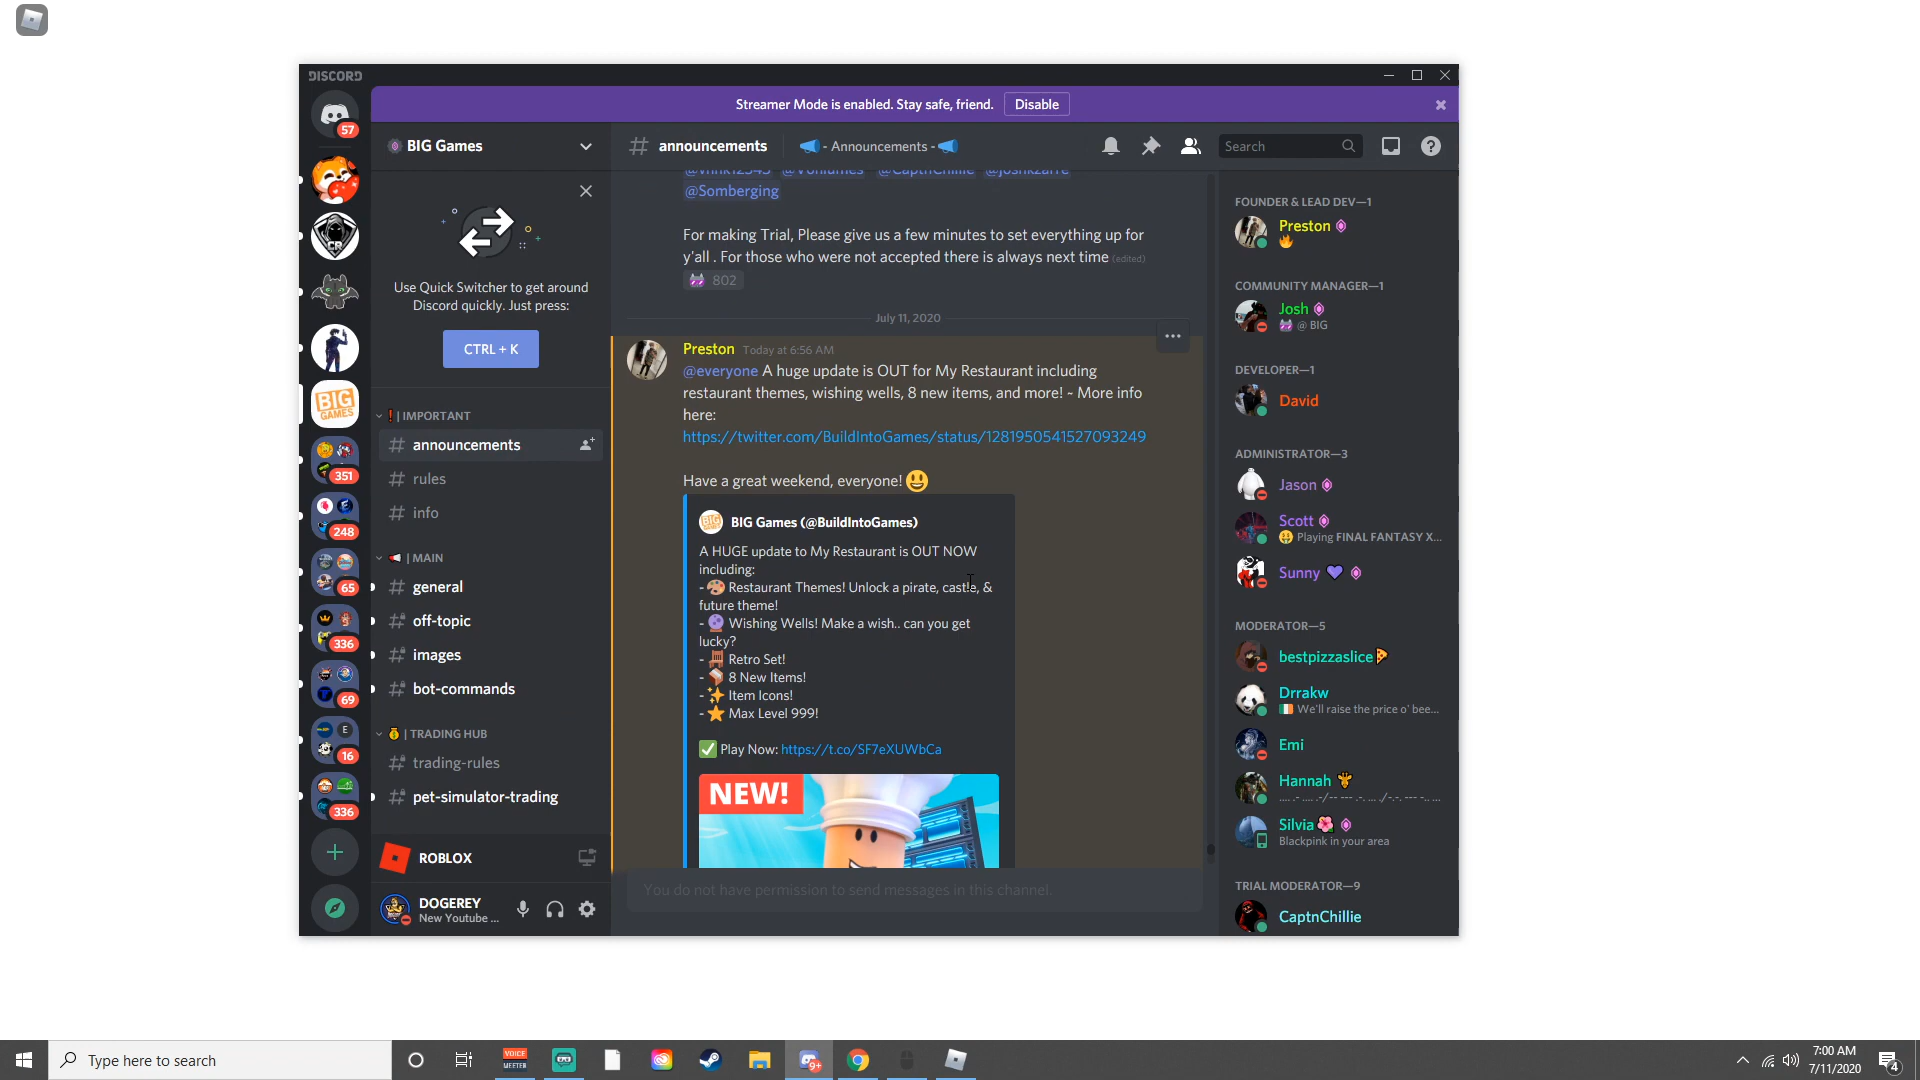 DISCORD
Streamer Mode is enabled. Stay safe, friend. Disable
57
BIG Games
Use Quick Switcher to get around
Discord quickly. Just press:
CTRL + K
BIG
GAMES
351
248
65
336
69
E
16
336
CR
| IMPORTANT
announcements
rules
info
| MAIN
general
off-topic
images
bot-commands
| TRADING HUB
trading-rules
pet-simulator-trading
ROBLOX
DOGEREY
New Youtube ...
# announcements
- Announcements -
Search
@CaptnChillie
@Somberging
For making Trial, Please give us a few minutes to set everything up for
y'all . For those who were not accepted there is always next time (edited)
802
July 11, 2020
Preston Today at 6:56 AM
@everyone A huge update is OUT for My Restaurant including
restaurant themes, wishing wells, 8 new items, and more! ~ More info
here:
https://twitter.com/BuildIntoGames/status/1281950541527093249
Have a great weekend, everyone!
BIG Games (@BuildIntoGames)
A HUGE update to My Restaurant is OUT NOW
including:
- Restaurant Themes! Unlock a pirate, castle, &
future theme!
- Wishing Wells! Make a wish.. can you get
lucky?
- Retro Set!
- 8 New Items!
- Item Icons!
- Max Level 999!
Play Now: https://t.co/SF7eXUWbCa
NEW!
You do not have permission to send messages in this channel.
FOUNDER & LEAD DEV—1
Preston
COMMUNITY MANAGER—1
Josh
@ BIG
DEVELOPER—1
David
ADMINISTRATOR—3
Jason
Scott
Playing FINAL FANTASY X...
Sunny
MODERATOR—5
bestpizzaslice
Drrakw
We'll raise the price o' bee...
Emi
Hannah
Silvia
Blackpink in your area
TRIAL MODERATOR—9
CaptnChillie
Type here to search
VOICE
MEETER
7:00 AM
7/11/2020
4